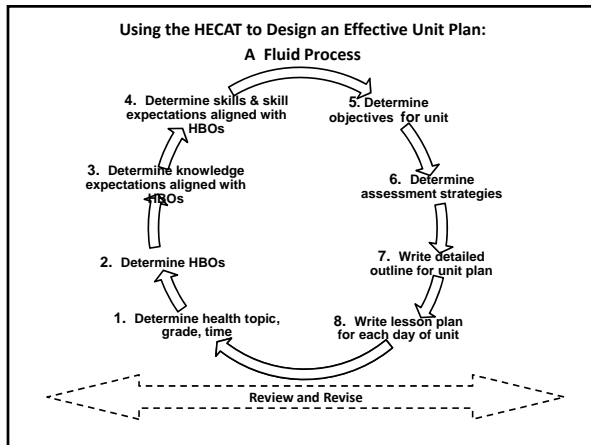 Using the HECAT to Design an Effective Unit Plan:
A Fluid Process
4. Determine skills & skill
expectations aligned with
HBOs
5. Determine
objectives for unit
3. Determine knowledge
expectations aligned with
HBOs
6. Determine
assessment strategies
2. Determine HBOs
7. Write detailed
outline for unit plan
1. Determine health topic,
grade, time
8. Write lesson plan
for each day of unit
Review and Revise